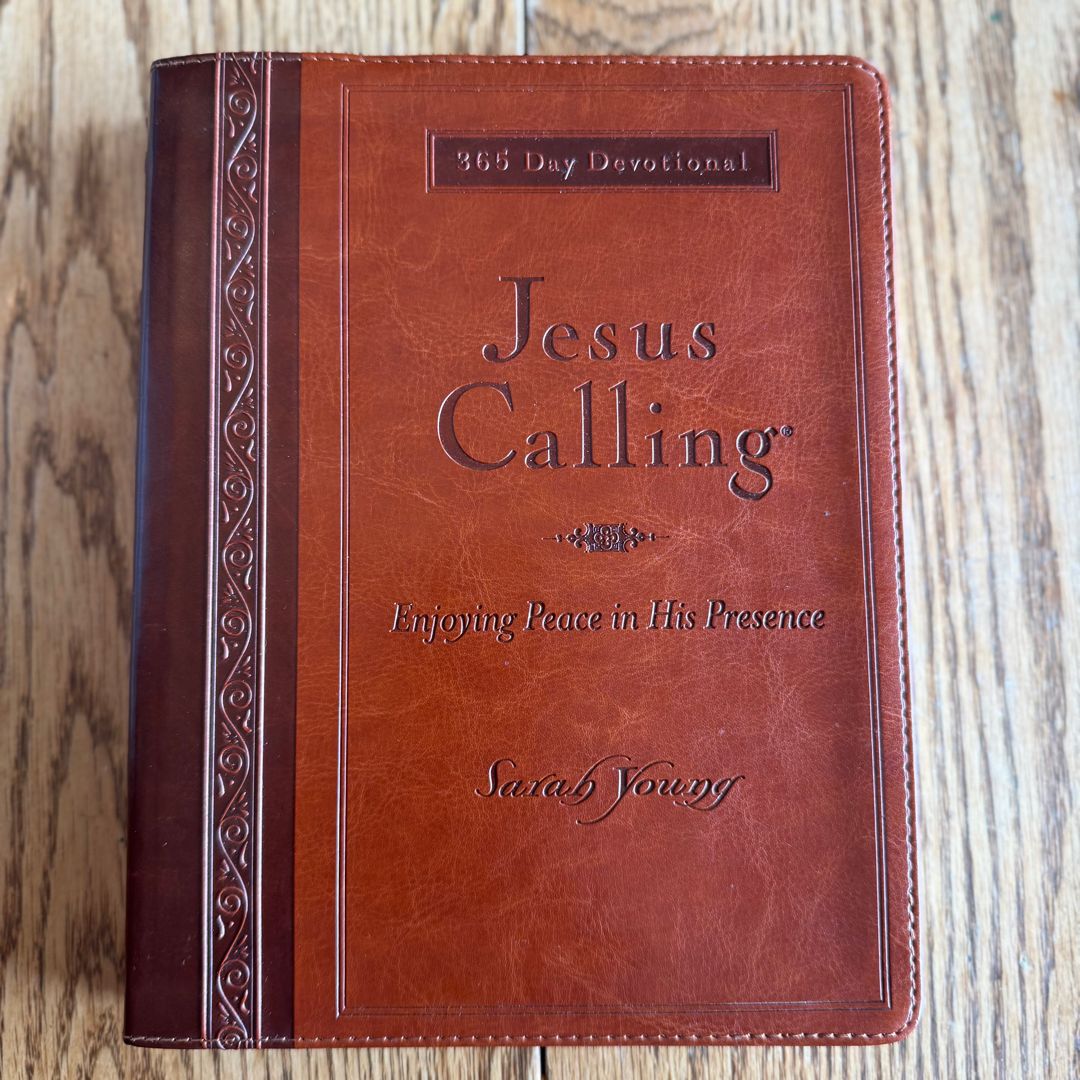 365 Day Devotional
Jesus
Calling®
Enjoying Peace in His Presence
Sarah Young